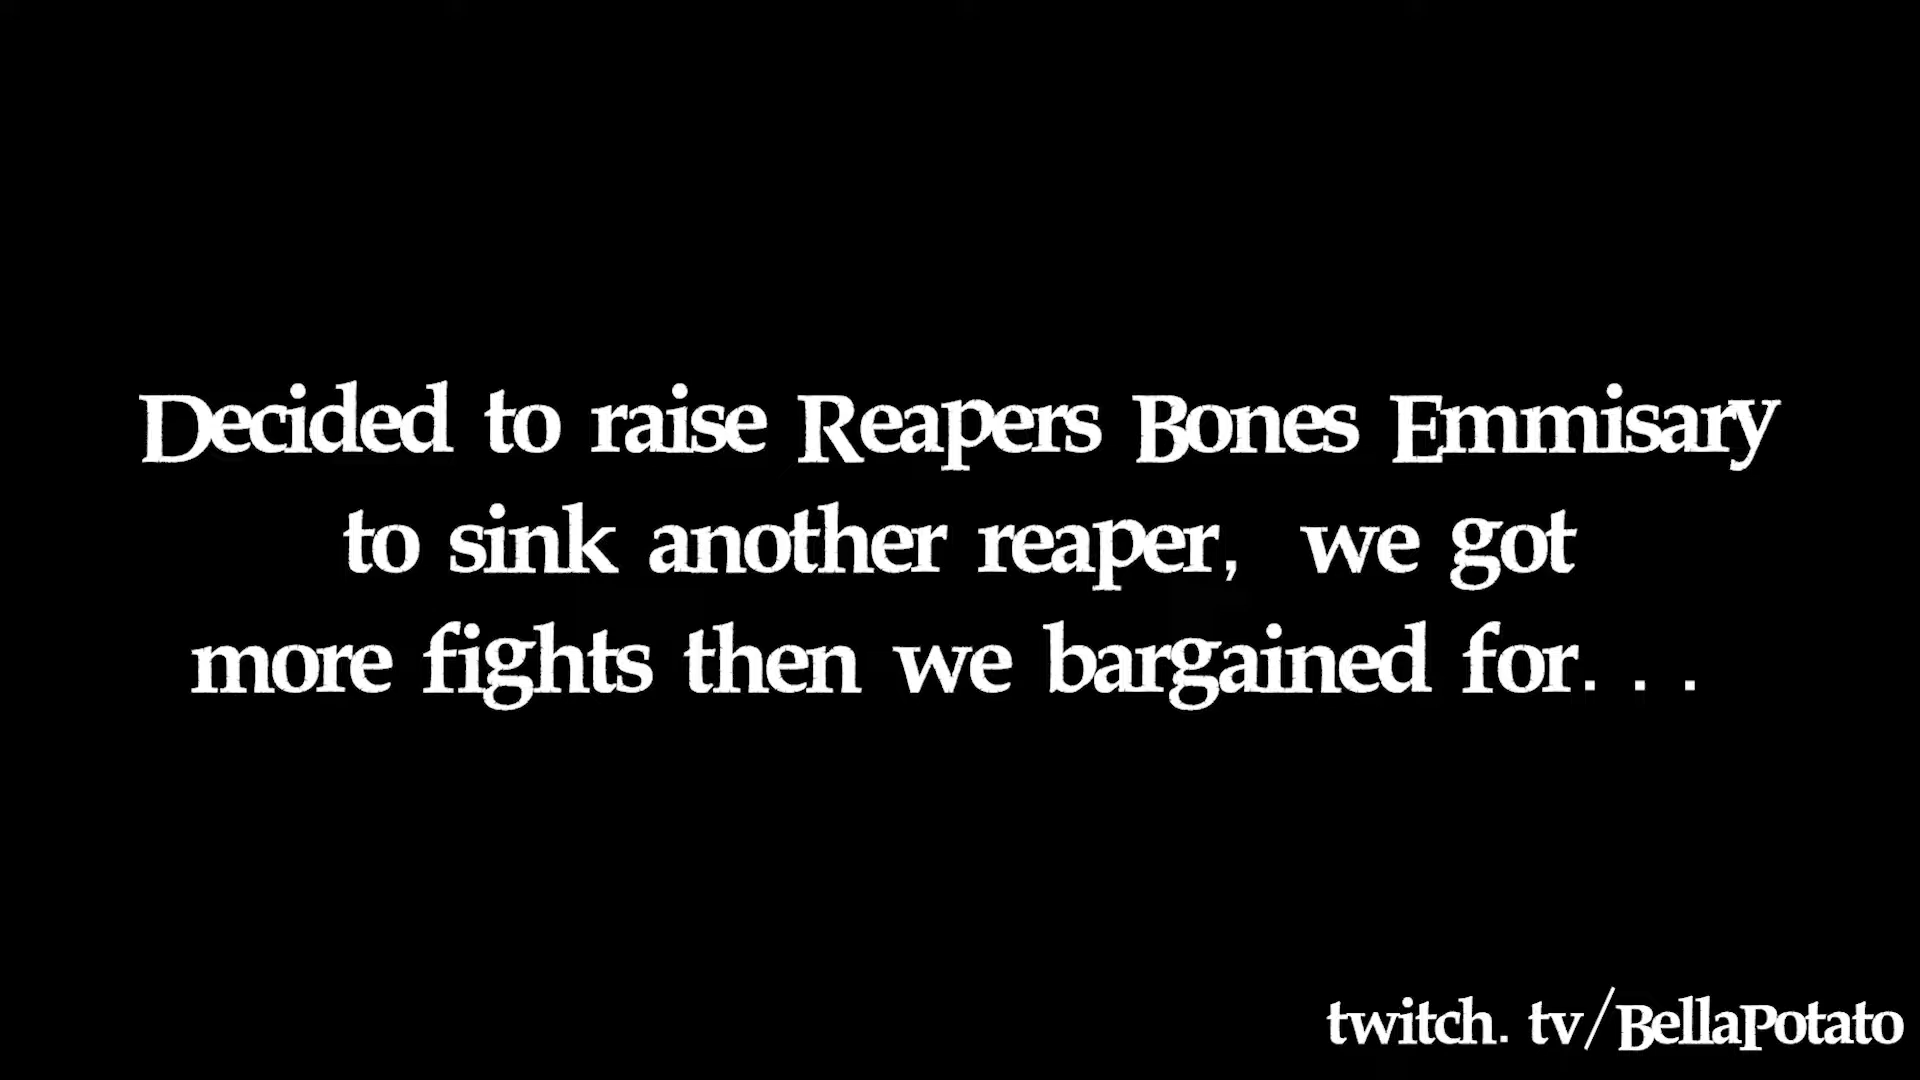 Decided to raise Reapers Bones Emmisary
to sink another reaper, we got
more fights then we bargained for...
twitch. tv/BellaPotato